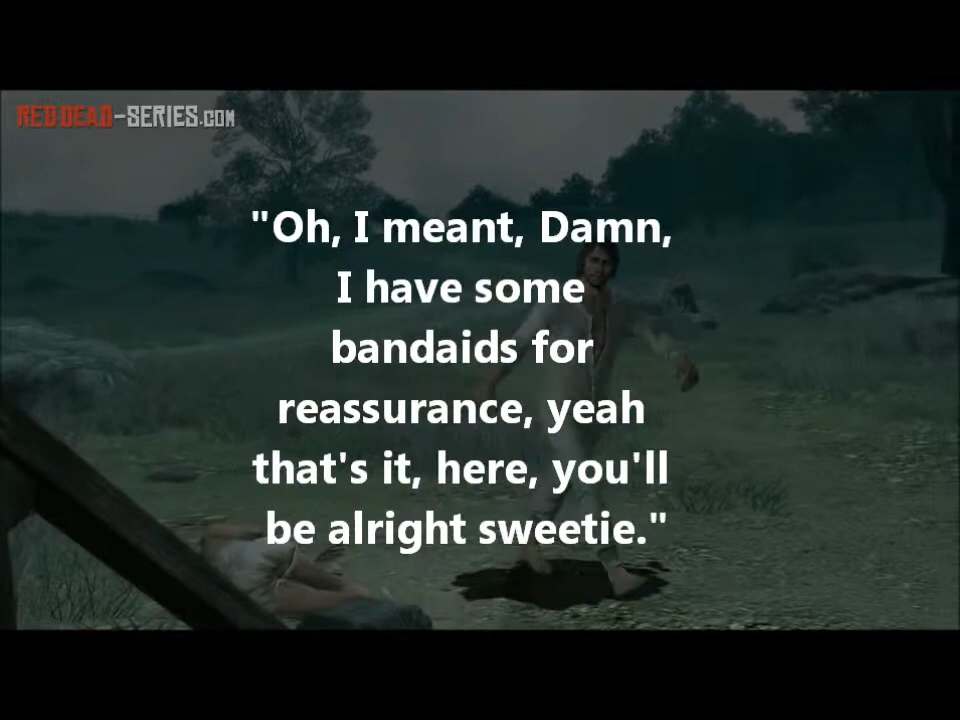 RED DEAD-SERIES.COM
"Oh, I meant, Damn,
I have some
bandaids for
reassurance, yeah
that's it, here, you'll
be alright sweetie."